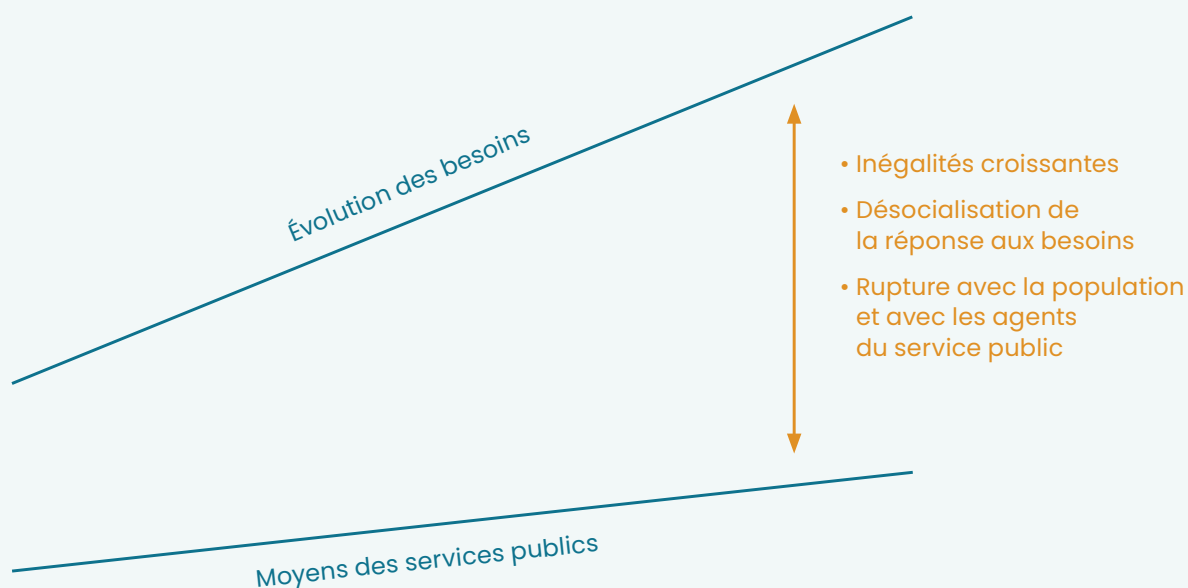 Évolution des besoins
• Inégalités croissantes
• Désocialisation de
la réponse aux besoins
• Rupture avec la population
et avec les agents
du service public
Moyens des services publics